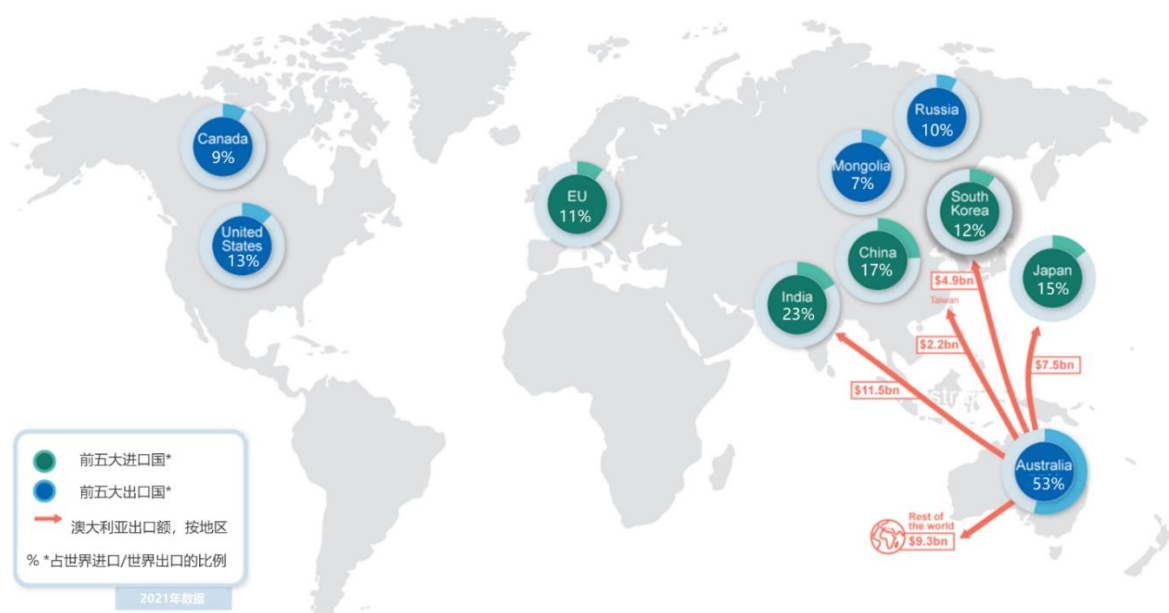 Canada
9%
United
States
13%
EU
11%
Russia
10%
Mongolia
7%
South
Korea
12%
China
17%
Japan
15%
India
23%
$4.9bn
Taiwan
$2.2bn
$7.5bn
$11.5bn
Australia
53%
Rest of
the world
$9.3bn
前五大进口国*
前五大出口国*
澳大利亚出口额，按地区
% *占世界进口/世界出口的比例
2021年数据